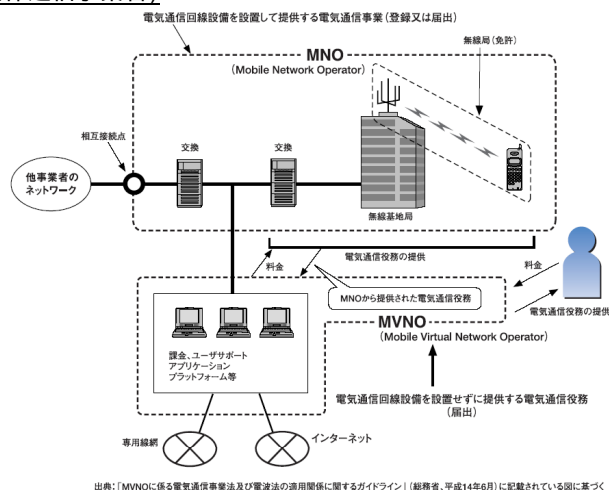 電気通信回線設備を設置して提供する電気通信事業(登録又は届出)
MNO
(Mobile Network Operator)
無線局(免許)
相互接続点
交換
交換
他事業者の
ネットワーク
無線基地局
電気通信役務の提供
料金
料金
MNOから提供された電気通信役務
電気通信役務の提供
MVNO
(Mobile Virtual Network Operator)
課金、ユーザサポート
アプリケーション
プラットフォーム等
電気通信回線設備を設置せずに提供する電気通信役務
(届出)
専用線網
インターネット
出典:「MVNOに係る電気通信事業法及び電波法の適用関係に関するガイドライン」(総務省、平成14年6月)に記載されている図に基づく